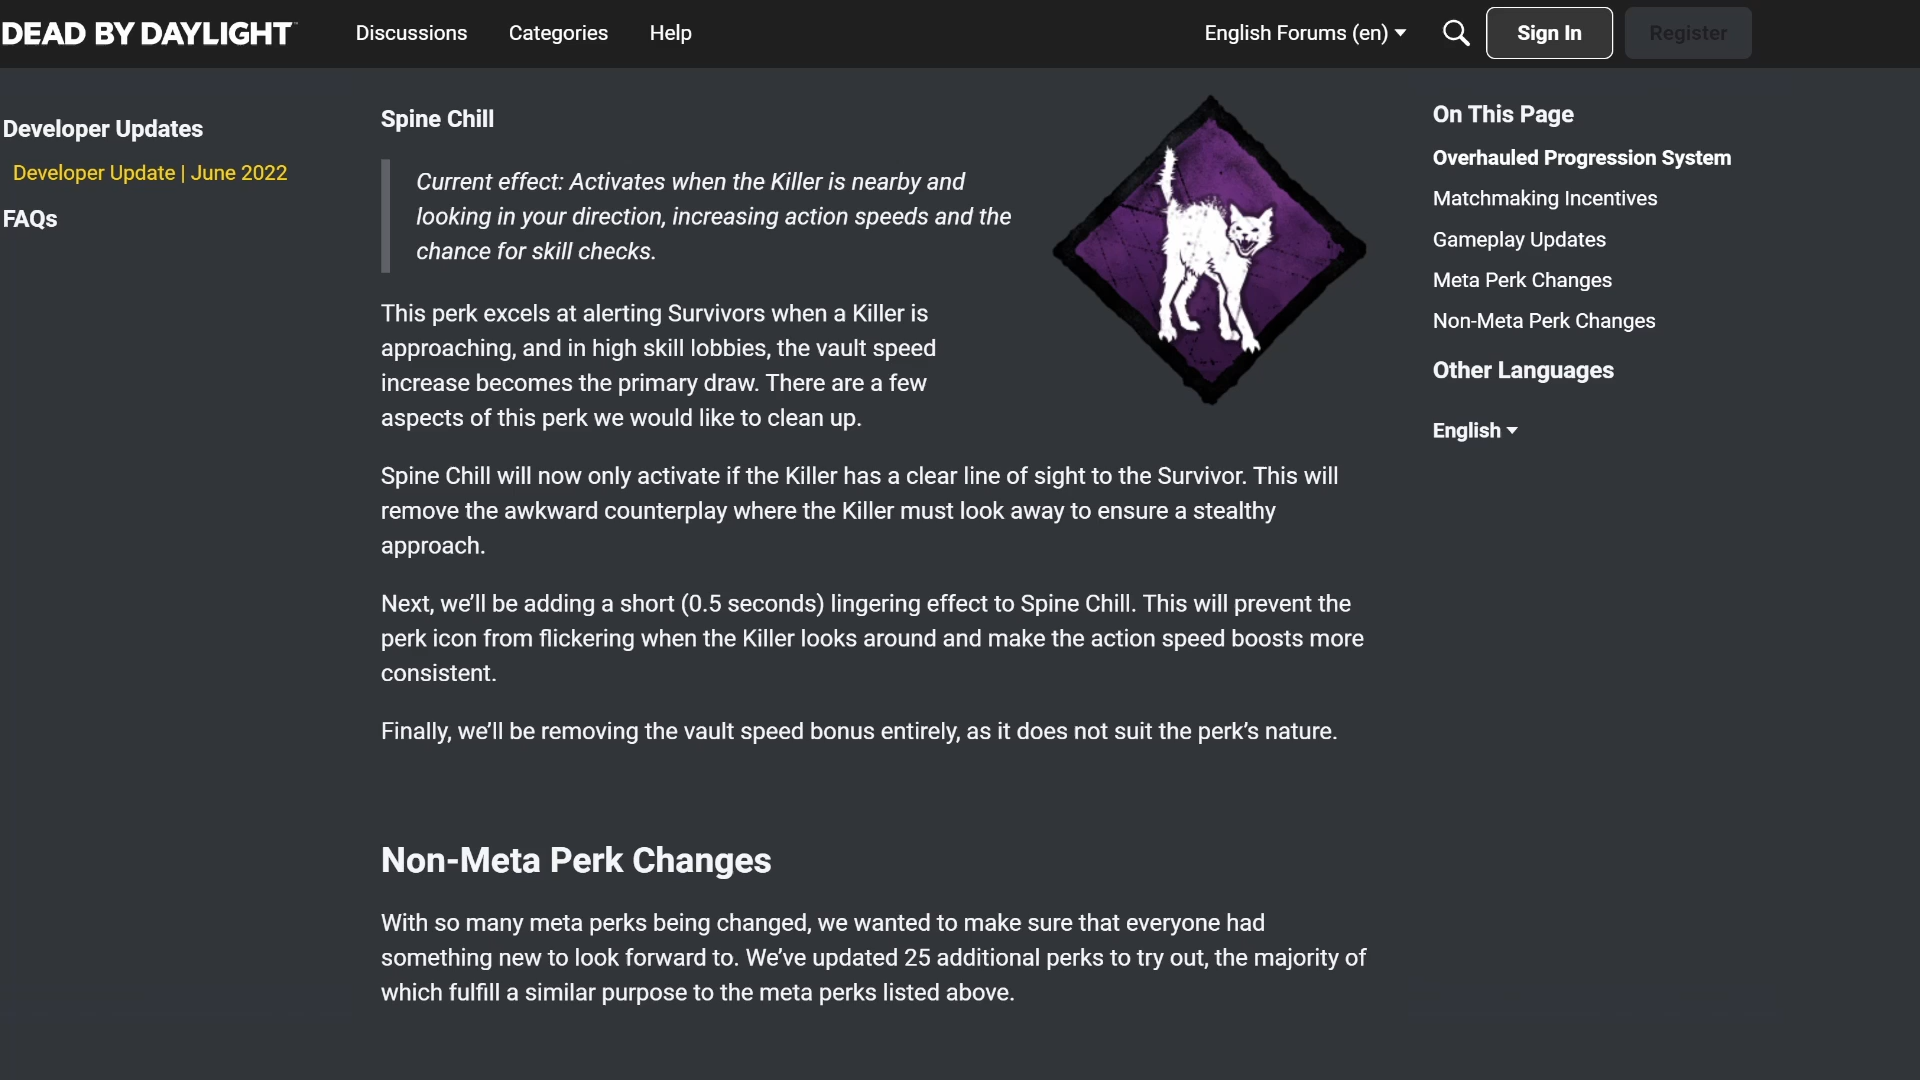 DEAD BY DAYLIGHT™
Discussions
Categories
Help
English Forums (en)
Sign In
Register
Developer Updates
Developer Update | June 2022
FAQs
Spine Chill
Current effect: Activates when the Killer is nearby and
looking in your direction, increasing action speeds and the
chance for skill checks.
This perk excels at alerting Survivors when a Killer is
approaching, and in high skill lobbies, the vault speed
increase becomes the primary draw. There are a few
aspects of this perk we would like to clean up.
Spine Chill will now only activate if the Killer has a clear line of sight to the Survivor. This will
remove the awkward counterplay where the Killer must look away to ensure a stealthy
approach.
Next, we’ll be adding a short (0.5 seconds) lingering effect to Spine Chill. This will prevent the
perk icon from flickering when the Killer looks around and make the action speed boosts more
consistent.
Finally, we’ll be removing the vault speed bonus entirely, as it does not suit the perk’s nature.
Non-Meta Perk Changes
With so many meta perks being changed, we wanted to make sure that everyone had
something new to look forward to. We’ve updated 25 additional perks to try out, the majority of
which fulfill a similar purpose to the meta perks listed above.
On This Page
Overhauled Progression System
Matchmaking Incentives
Gameplay Updates
Meta Perk Changes
Non-Meta Perk Changes
Other Languages
English